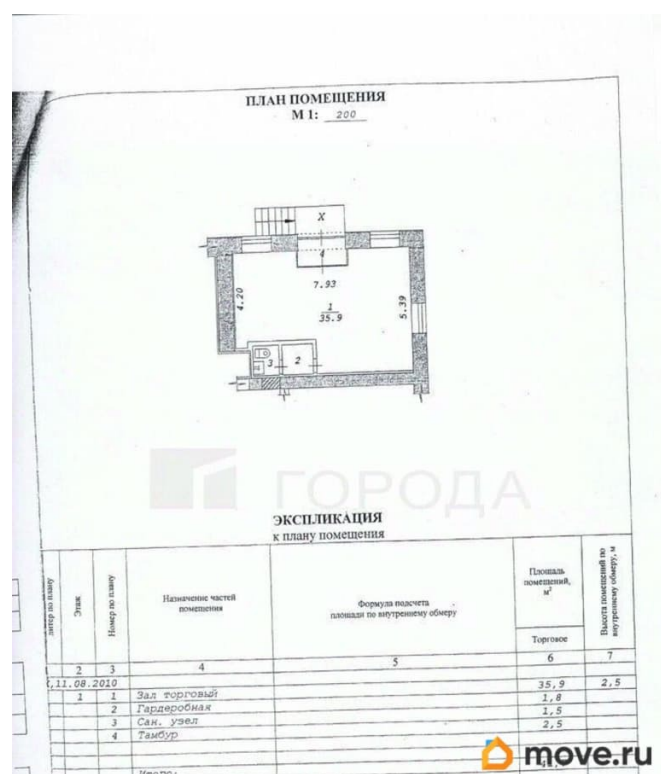 ПЛАН ПОМЕЩЕНИЯ
М 1: 200
X
4
7.93
4.20
1
35.9
5.39
3
2
ГОРОДА
ЭКСПЛИКАЦИЯ
к плану помещения
литер по плану
Этаж
Номер по плану
Назначение частей помещения
Формула подсчета
площади по внутреннему обмеру
Площадь помещений, м²
Торговое
Высота помещений по внутреннему обмеру, м
2 3 4 5 6 7
11.08.2010
1 1 Зал торговый 35,9 2,5
2 Гардеробная 1,8
3 Сан. узел 1,5
4 Тамбур 2,5
move.ru